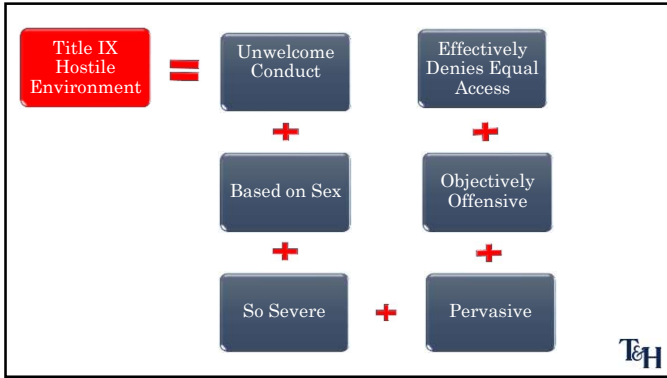 Title IX
Hostile
Environment
=
Unwelcome
Conduct
+
Based on Sex
+
So Severe
+
Pervasive
+
Objectively
Offensive
+
Effectively
Denies Equal
Access
T&H